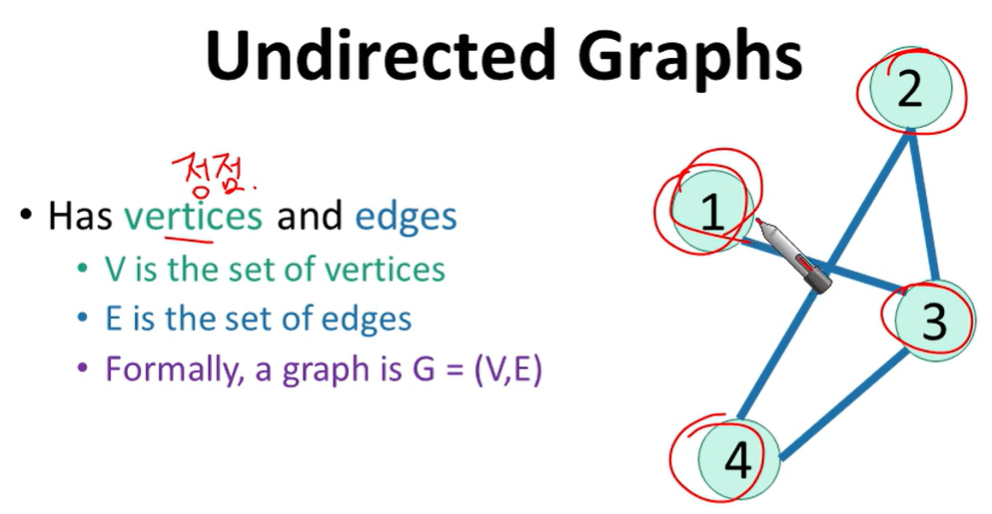 Undirected Graphs
정점.
• Has vertices and edges
• V is the set of vertices
• E is the set of edges
• Formally, a graph is G = (V,E)
2
1
3
4